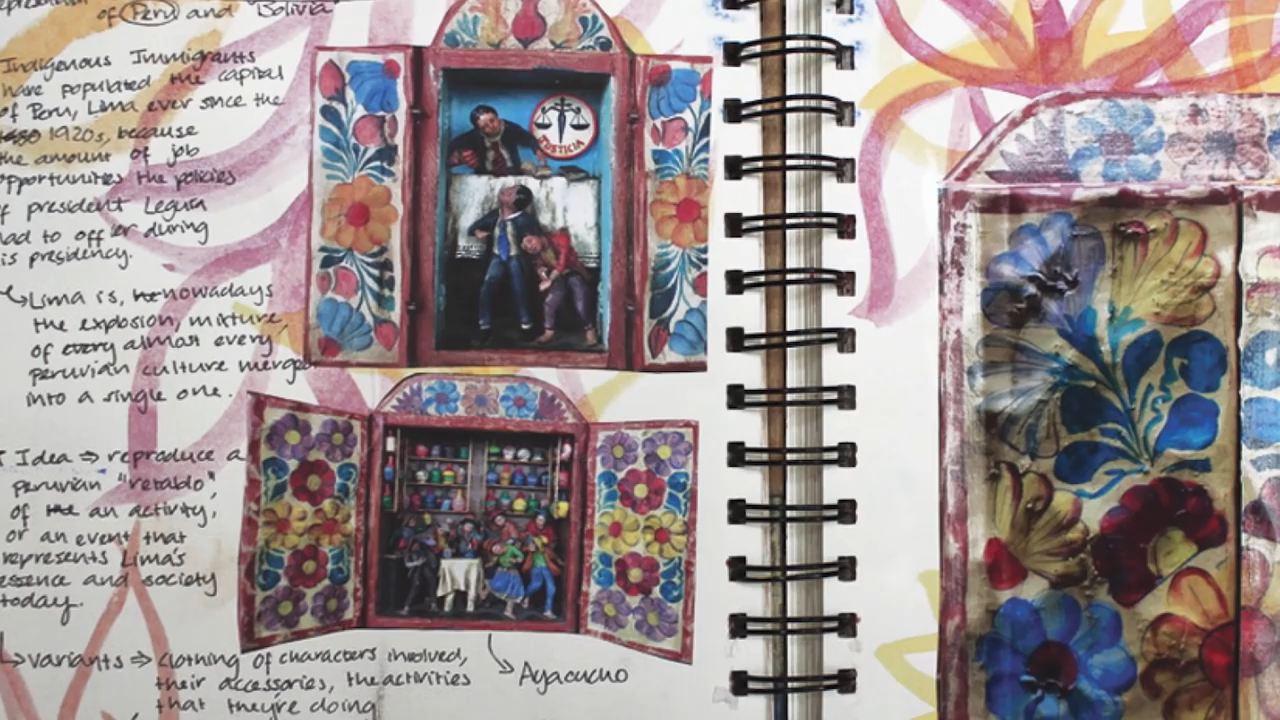 of Peru and "Bolivia"
Indigenous Immigrants
have populated the capital
of Peru, Lima ever since the
1920s, because
the amount of job
opportunities the policies
of president Leguia
had to offer during
his presidency.
Lima is, nowadays
the explosion, mixture,
of almost every
peruvian culture merged
into a single one.
Idea ⇒ reproduce a
peruvian "retablo",
of an activity,
or an event that
represents Lima's
essence and society
today.
variants ⇒ clothing of characters involved,
their accessories, the activities
that they're doing
JUSTICIA
Ayacucho